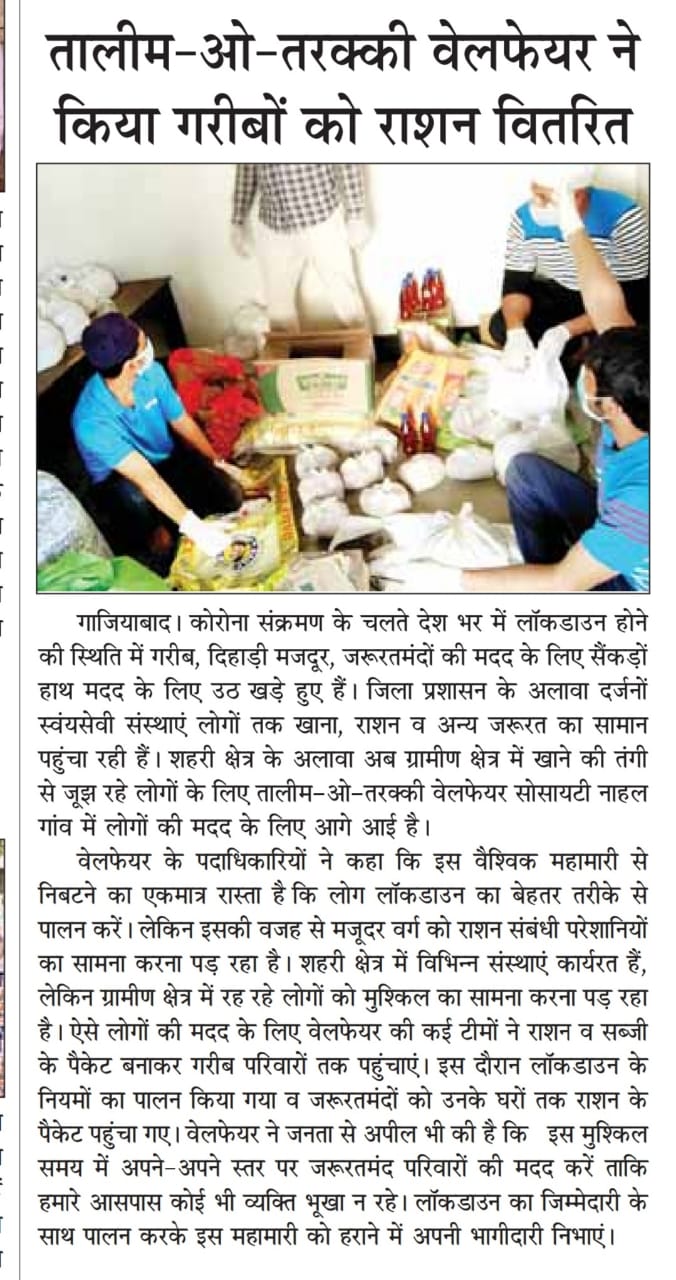 तालीम-ओ-तरक्की वेलफेयर ने
किया गरीबों को राशन वितरित
गाजियाबाद। कोरोना संक्रमण के चलते देश भर में लॉकडाउन होने
की स्थिति में गरीब, दिहाड़ी मजदूर, जरूरतमंदों की मदद के लिए सैंकड़ों
हाथ मदद के लिए उठ खड़े हुए हैं। जिला प्रशासन के अलावा दर्जनों
स्वंयसेवी संस्थाएं लोगों तक खाना, राशन व अन्य जरूरत का सामान
पहुंचा रही हैं। शहरी क्षेत्र के अलावा अब ग्रामीण क्षेत्र में खाने की तंगी
से जूझ रहे लोगों के लिए तालीम-ओ-तरक्की वेलफेयर सोसायटी नाहल
गांव में लोगों की मदद के लिए आगे आई है।
वेलफेयर के पदाधिकारियों ने कहा कि इस वैश्विक महामारी से
निबटने का एकमात्र रास्ता है कि लोग लॉकडाउन का बेहतर तरीके से
पालन करें। लेकिन इसकी वजह से मजूदर वर्ग को राशन संबंधी परेशानियों
का सामना करना पड़ रहा है। शहरी क्षेत्र में विभिन्न संस्थाएं कार्यरत हैं,
लेकिन ग्रामीण क्षेत्र में रह रहे लोगों को मुश्किल का सामना करना पड़ रहा
है। ऐसे लोगों की मदद के लिए वेलफेयर की कई टीमों ने राशन व सब्जी
के पैकेट बनाकर गरीब परिवारों तक पहुंचाएं। इस दौरान लॉकडाउन के
नियमों का पालन किया गया व जरूरतमंदों को उनके घरों तक राशन के
पैकेट पहुंचा गए। वेलफेयर ने जनता से अपील भी की है कि इस मुश्किल
समय में अपने-अपने स्तर पर जरूरतमंद परिवारों की मदद करें ताकि
हमारे आसपास कोई भी व्यक्ति भूखा न रहे। लॉकडाउन का जिम्मेदारी के
साथ पालन करके इस महामारी को हराने में अपनी भागीदारी निभाएं।